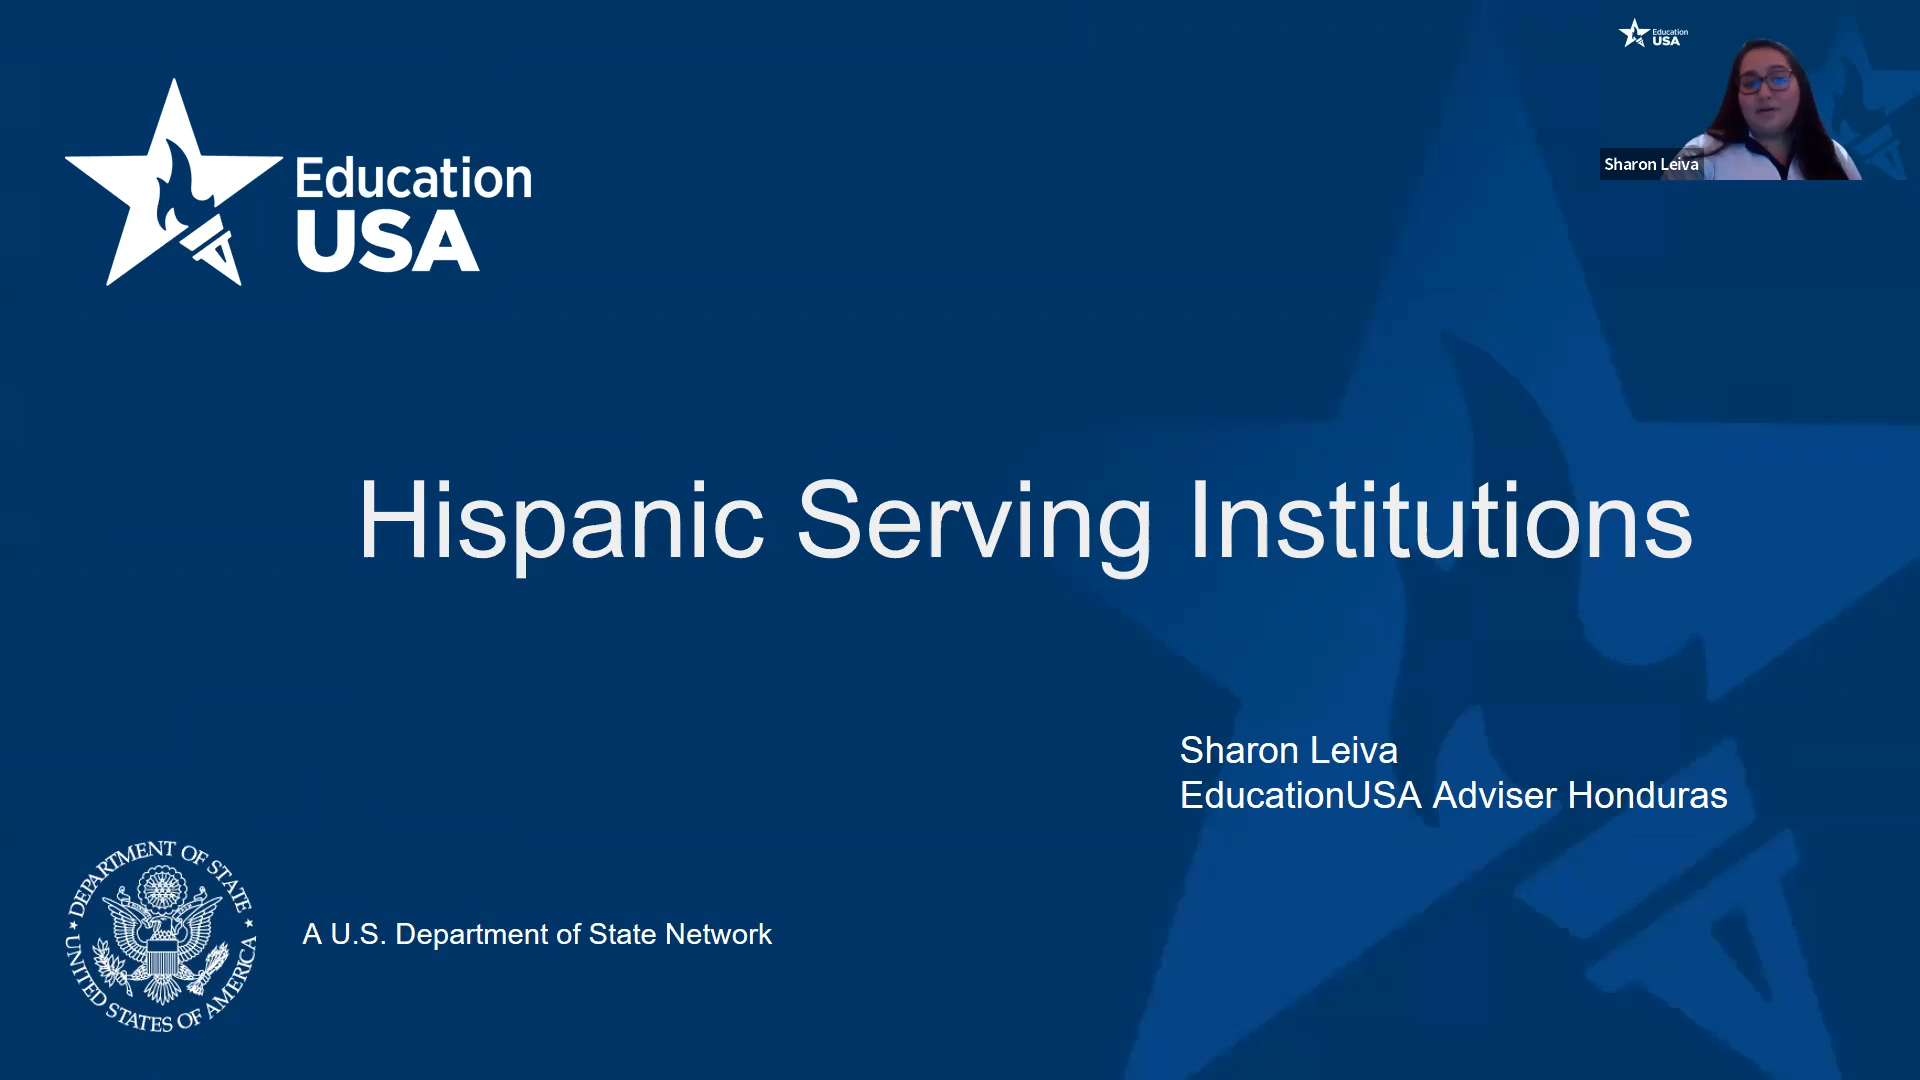 Education
USA
Sharon Leiva
Education
USA
Hispanic Serving Institutions
Sharon Leiva
EducationUSA Adviser Honduras
DEPARTMENT OF STATE
UNITED STATES OF AMERICA
A U.S. Department of State Network